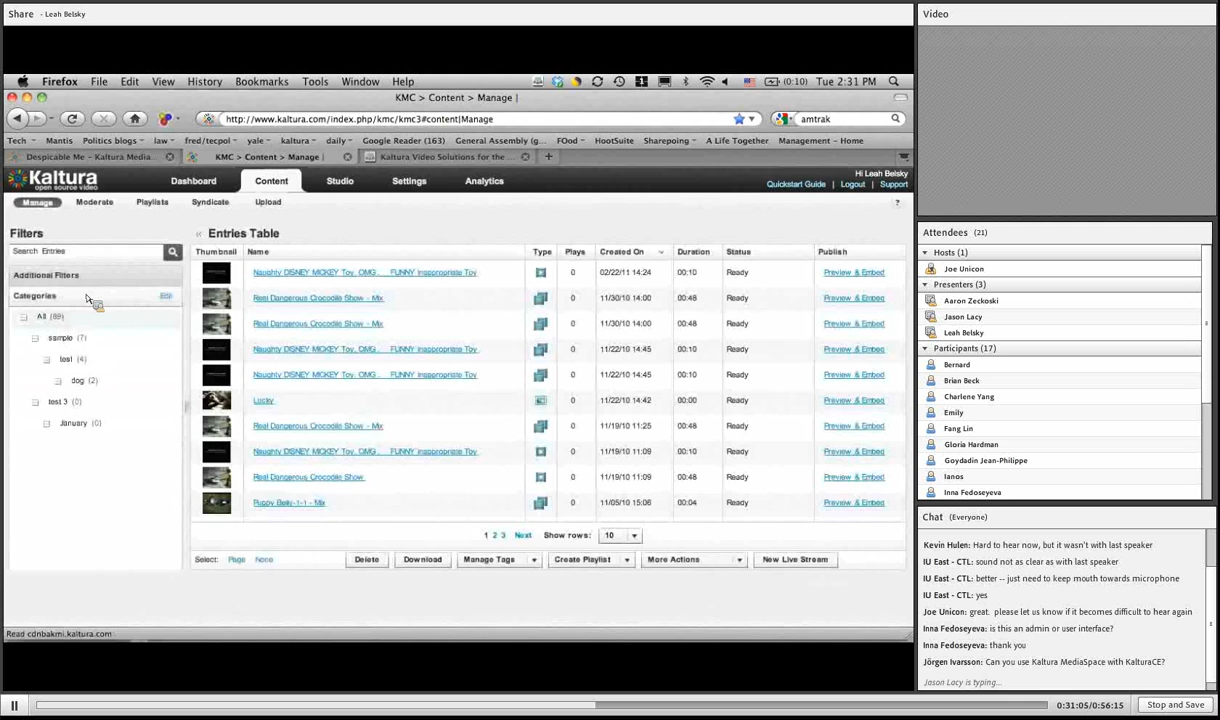 Share - Leah Belsky
Firefox File Edit View History Bookmarks Tools Window Help (0:10) Tue 2:31 PM
KMC > Content > Manage |
http://www.kaltura.com/index.php/kmc/kmc3#content|Manage amtrak
Tech Mantis Politics blogs law fred/tecpol yale kaltura daily Google Reader (163) General Assembly (g... FOod HootSuite Sharepoing A Life Together Management - Home
Despicable Me - Kaltura Media... KMC > Content > Manage | Kaltura Video Solutions for the ...
Kaltura
open source video
Dashboard Content Studio Settings Analytics
Hi Leah Belsky
Quickstart Guide | Logout | Support
Manage Moderate Playlists Syndicate Upload ?
Filters
Search Entries
Additional Filters
Categories Edit
All (89)
sample (7)
test (4)
dog (2)
test 3 (0)
January (0)
« Entries Table
Thumbnail Name Type Plays Created On Duration Status Publish
Naughty DISNEY MICKEY Toy, OMG... FUNNY Inappropriate Toy 0 02/22/11 14:24 00:10 Ready Preview & Embed
Real Dangerous Crocodile Show - Mix 0 11/30/10 14:00 00:48 Ready Preview & Embed
Real Dangerous Crocodile Show - Mix 0 11/30/10 14:00 00:48 Ready Preview & Embed
Naughty DISNEY MICKEY Toy, OMG... FUNNY Inappropriate Toy 0 11/22/10 14:45 00:10 Ready Preview & Embed
Naughty DISNEY MICKEY Toy, OMG... FUNNY Inappropriate Toy 0 11/22/10 14:45 00:10 Ready Preview & Embed
Lucky 0 11/22/10 14:42 00:00 Ready Preview & Embed
Real Dangerous Crocodile Show - Mix 0 11/19/10 11:25 00:48 Ready Preview & Embed
Naughty DISNEY MICKEY Toy, OMG... FUNNY Inappropriate Toy 0 11/19/10 11:09 00:10 Ready Preview & Embed
Real Dangerous Crocodile Show 0 11/19/10 11:09 00:48 Ready Preview & Embed
Puppy Belly-1-1 - Mix 0 11/05/10 15:06 00:04 Ready Preview & Embed
1 2 3 Next Show rows: 10
Select: Page None Delete Download Manage Tags Create Playlist More Actions New Live Stream
Read cdnbakmi.kaltura.com
Video
Attendees (21)
Hosts (1)
Joe Unicon
Presenters (3)
Aaron Zeckoski
Jason Lacy
Leah Belsky
Participants (17)
Bernard
Brian Beck
Charlene Yang
Emily
Fang Lin
Gloria Hardman
Goydadin Jean-Philippe
Ianos
Inna Fedoseyeva
Chat (Everyone)
Kevin Hulen: Hard to hear now, but it wasn't with last speaker
IU East - CTL: sound not as clear as with last speaker
IU East - CTL: better -- just need to keep mouth towards microphone
IU East - CTL: yes
Joe Unicon: great. please let us know if it becomes difficult to hear again
Inna Fedoseyeva: is this an admin or user interface?
Inna Fedoseyeva: thank you
Jörgen Ivarsson: Can you use Kaltura MediaSpace with KalturaCE?
Jason Lacy is typing...
0:31:05/0:56:15 Stop and Save